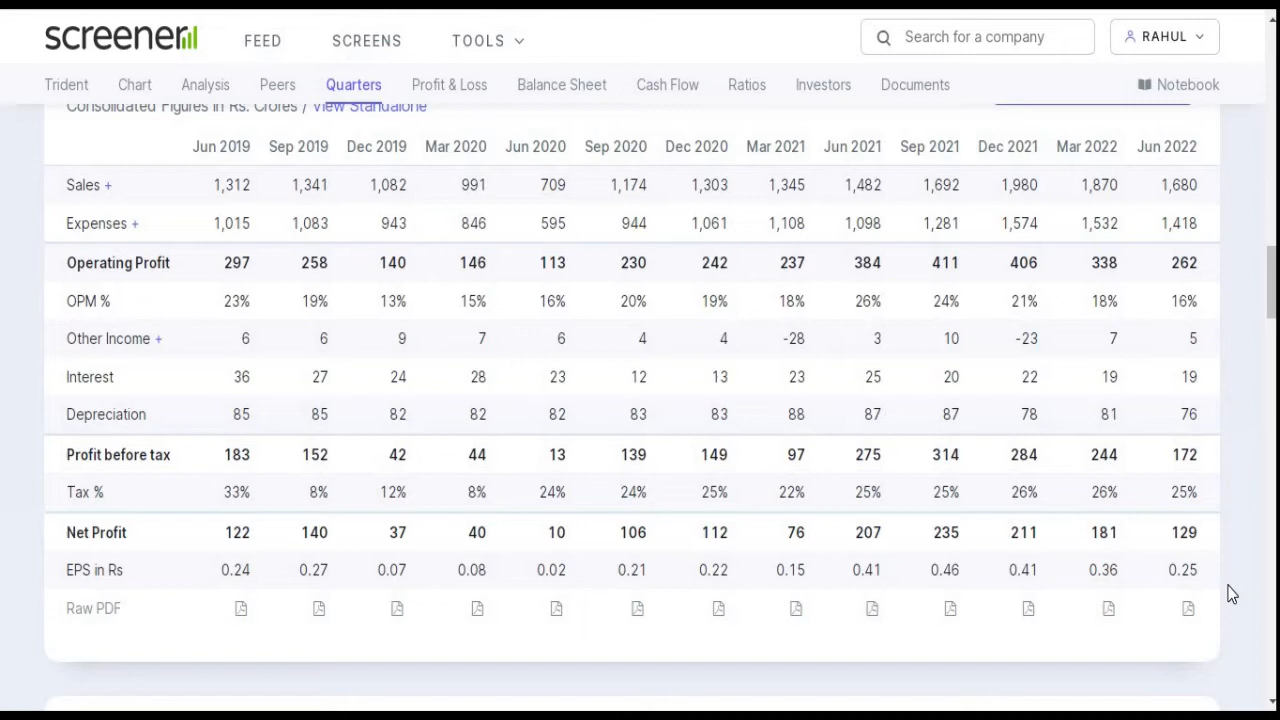 screener FEED SCREENS TOOLS Search for a company RAHUL
Trident Chart Analysis Peers Quarters Profit & Loss Balance Sheet Cash Flow Ratios Investors Documents Notebook
Consolidated Figures in Rs. Crores / View Standalone
Jun 2019 Sep 2019 Dec 2019 Mar 2020 Jun 2020 Sep 2020 Dec 2020 Mar 2021 Jun 2021 Sep 2021 Dec 2021 Mar 2022 Jun 2022
Sales + 1,312 1,341 1,082 991 709 1,174 1,303 1,345 1,482 1,692 1,980 1,870 1,680
Expenses + 1,015 1,083 943 846 595 944 1,061 1,108 1,098 1,281 1,574 1,532 1,418
Operating Profit 297 258 140 146 113 230 242 237 384 411 406 338 262
OPM % 23% 19% 13% 15% 16% 20% 19% 18% 26% 24% 21% 18% 16%
Other Income + 6 6 9 7 6 4 4 -28 3 10 -23 7 5
Interest 36 27 24 28 23 12 13 23 25 20 22 19 19
Depreciation 85 85 82 82 82 83 83 88 87 87 78 81 76
Profit before tax 183 152 42 44 13 139 149 97 275 314 284 244 172
Tax % 33% 8% 12% 8% 24% 24% 25% 22% 25% 25% 26% 26% 25%
Net Profit 122 140 37 40 10 106 112 76 207 235 211 181 129
EPS in Rs 0.24 0.27 0.07 0.08 0.02 0.21 0.22 0.15 0.41 0.46 0.41 0.36 0.25
Raw PDF